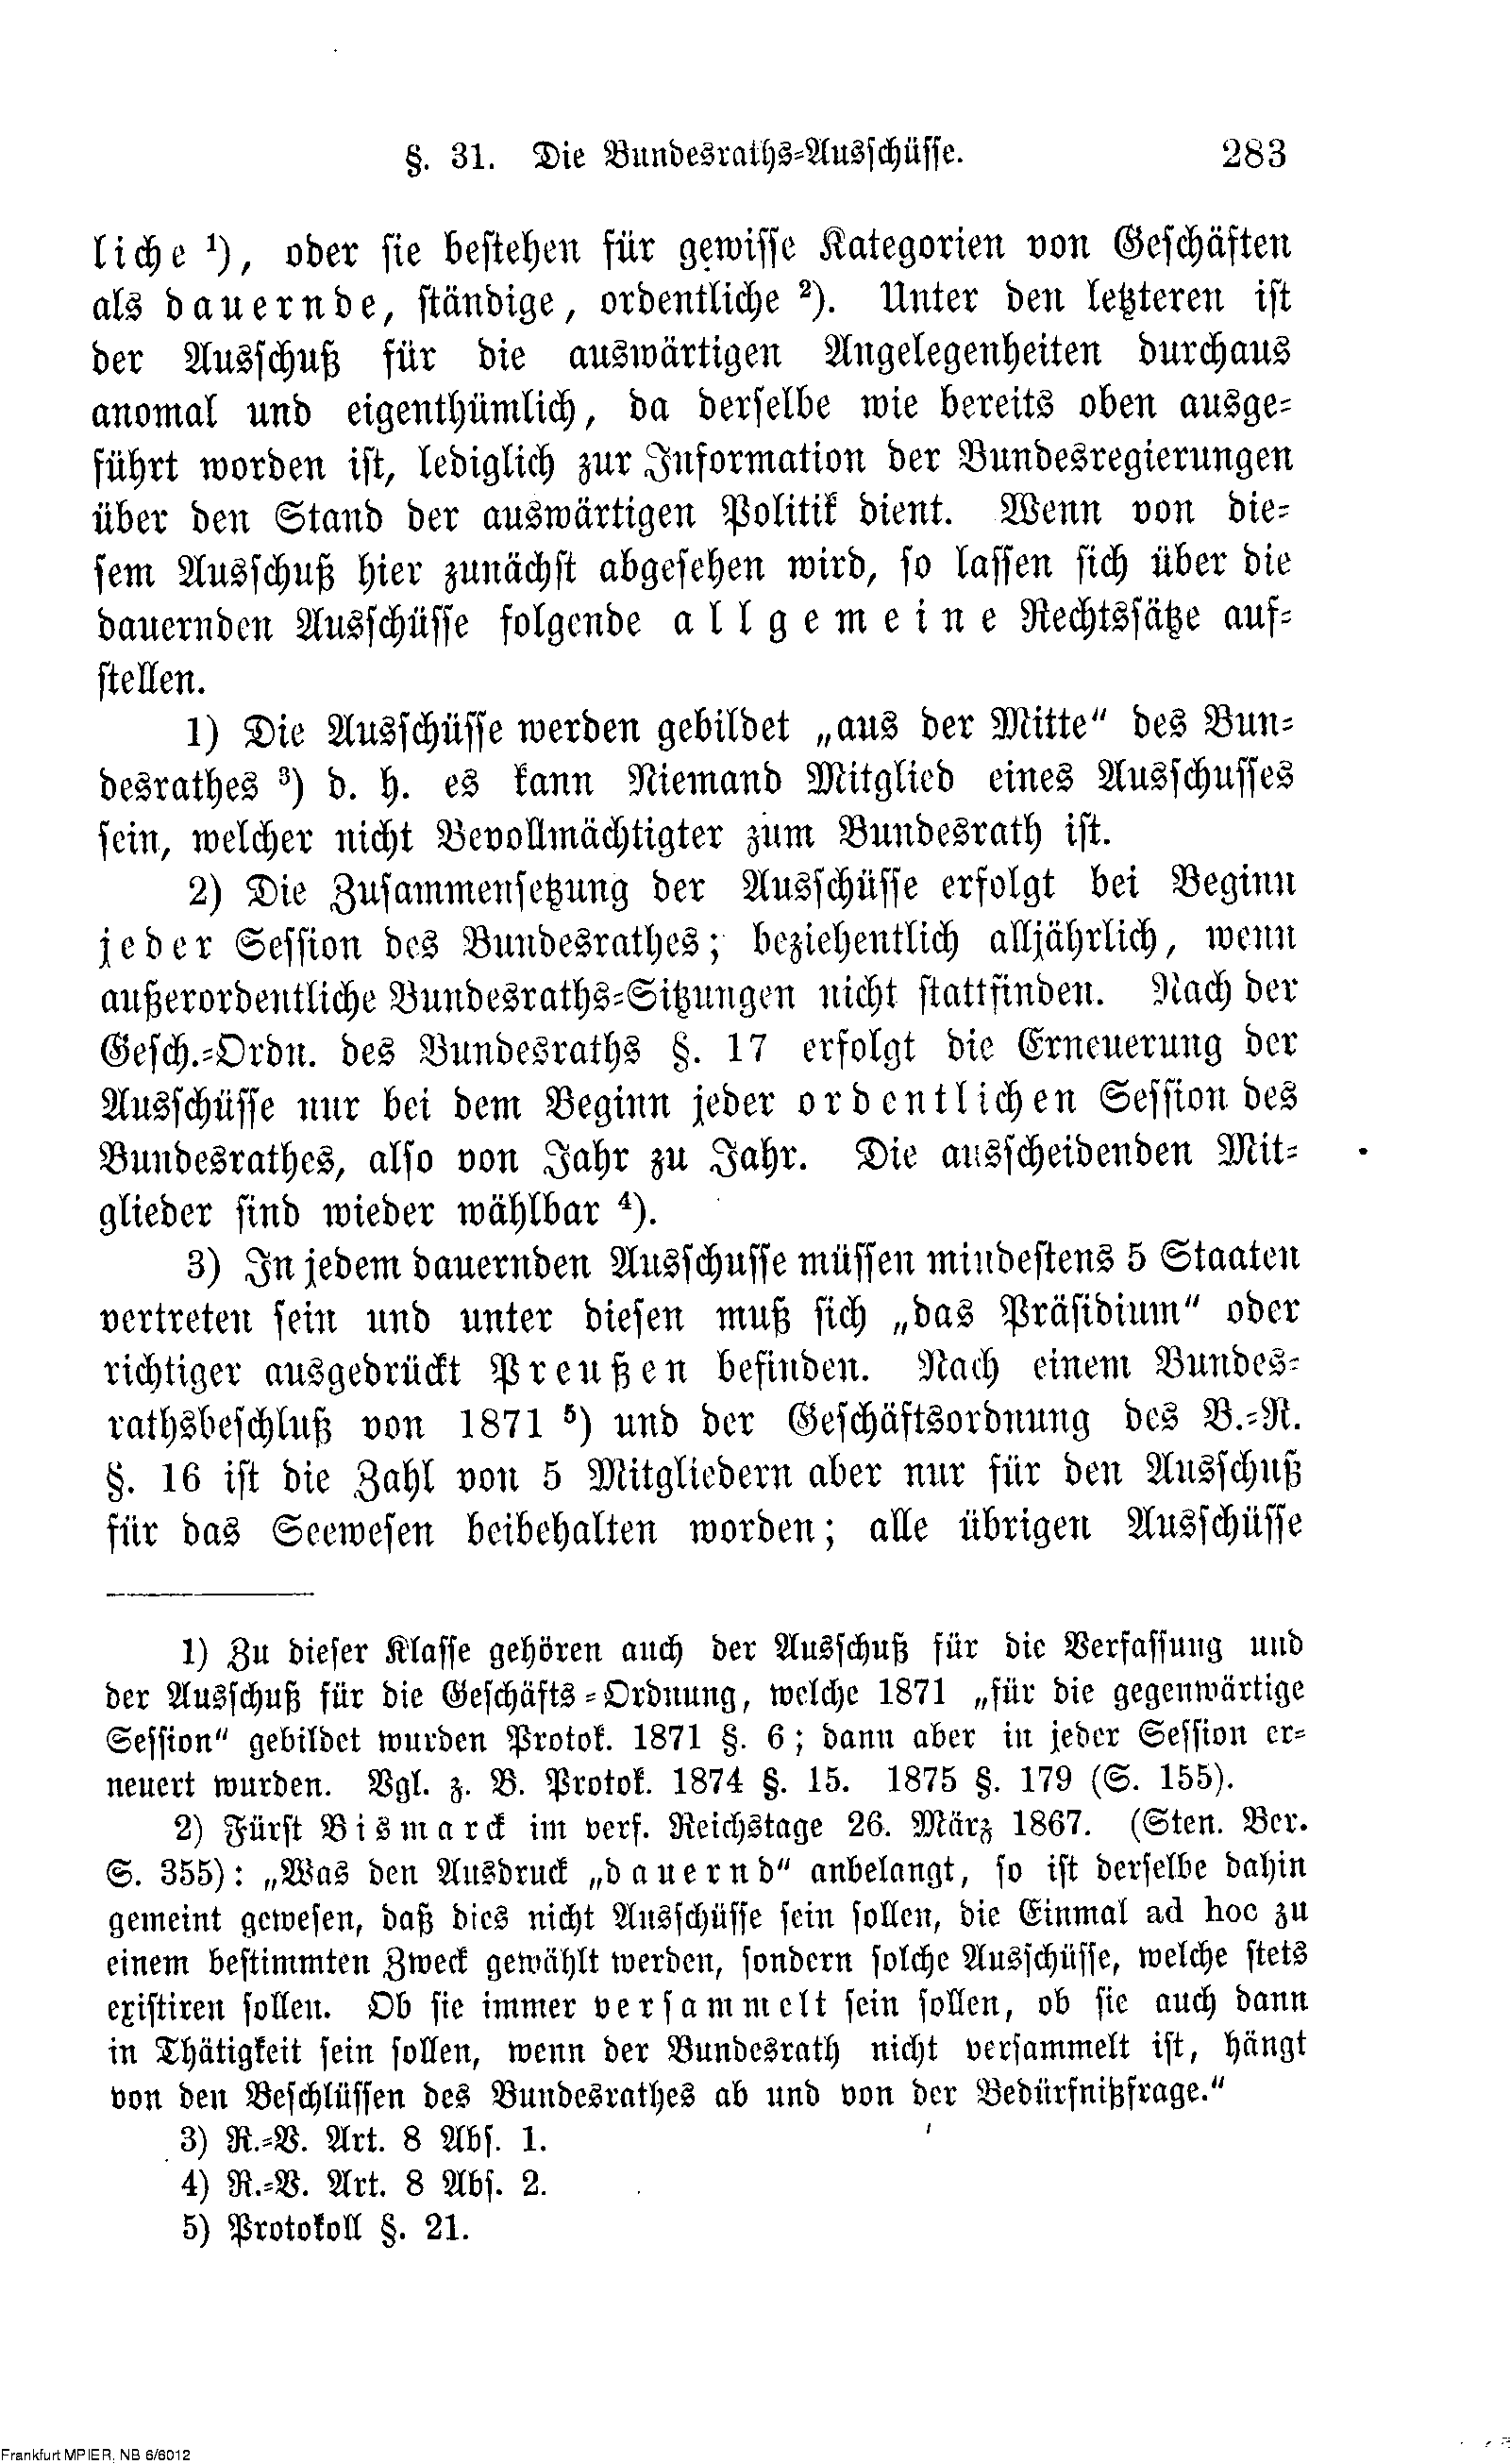 §. 31. Die Bundesraths-Ausschüsse. 283
liche ¹), oder sie bestehen für gewisse Kategorien von Geschäften
als dauernde, ständige, ordentliche ²). Unter den letzteren ist
der Ausschuß für die auswärtigen Angelegenheiten durchaus
anomal und eigenthümlich, da derselbe wie bereits oben ausge-
führt worden ist, lediglich zur Information der Bundesregierungen
über den Stand der auswärtigen Politik dient. Wenn von die-
sem Ausschuß hier zunächst abgesehen wird, so lassen sich über die
dauernden Ausschüsse folgende allgemeine Rechtssätze auf-
stellen.
1) Die Ausschüsse werden gebildet „aus der Mitte“ des Bun-
desrathes ³) d. h. es kann Niemand Mitglied eines Ausschusses
sein, welcher nicht Bevollmächtigter zum Bundesrath ist.
2) Die Zusammensetzung der Ausschüsse erfolgt bei Beginn
jeder Session des Bundesrathes; beziehentlich alljährlich, wenn
außerordentliche Bundesraths-Sitzungen nicht stattfinden. Nach der
Gesch.-Ordn. des Bundesraths §. 17 erfolgt die Erneuerung der
Ausschüsse nur bei dem Beginn jeder ordentlichen Session des
Bundesrathes, also von Jahr zu Jahr. Die ausscheidenden Mit-
glieder sind wieder wählbar ⁴).
3) In jedem dauernden Ausschusse müssen mindestens 5 Staaten
vertreten sein und unter diesen muß sich „das Präsidium“ oder
richtiger ausgedrückt Preußen befinden. Nach einem Bundes-
rathsbeschluß von 1871 ⁵) und der Geschäftsordnung des B.-R.
§. 16 ist die Zahl von 5 Mitgliedern aber nur für den Ausschuß
für das Seewesen beibehalten worden; alle übrigen Ausschüsse
1) Zu dieser Klasse gehören auch der Ausschuß für die Verfassung und
der Ausschuß für die Geschäfts-Ordnung, welche 1871 „für die gegenwärtige
Session“ gebildet wurden Protok. 1871 §. 6; dann aber in jeder Session er-
neuert wurden. Vgl. z. B. Protok. 1874 §. 15. 1875 §. 179 (S. 155).
2) Fürst Bismarck im verf. Reichstage 26. März 1867. (Sten. Ber.
S. 355): „Was den Ausdruck „dauernd“ anbelangt, so ist derselbe dahin
gemeint gewesen, daß dies nicht Ausschüsse sein sollen, die Einmal ad hoc zu
einem bestimmten Zweck gewählt werden, sondern solche Ausschüsse, welche stets
existiren sollen. Ob sie immer versammelt sein sollen, ob sie auch dann
in Thätigkeit sein sollen, wenn der Bundesrath nicht versammelt ist, hängt
von den Beschlüssen des Bundesrathes ab und von der Bedürfnißfrage.“
3) R.-V. Art. 8 Abs. 1.
4) R.-V. Art. 8 Abs. 2.
5) Protokoll §. 21.
Frankfurt MPIER, NB 6/6012